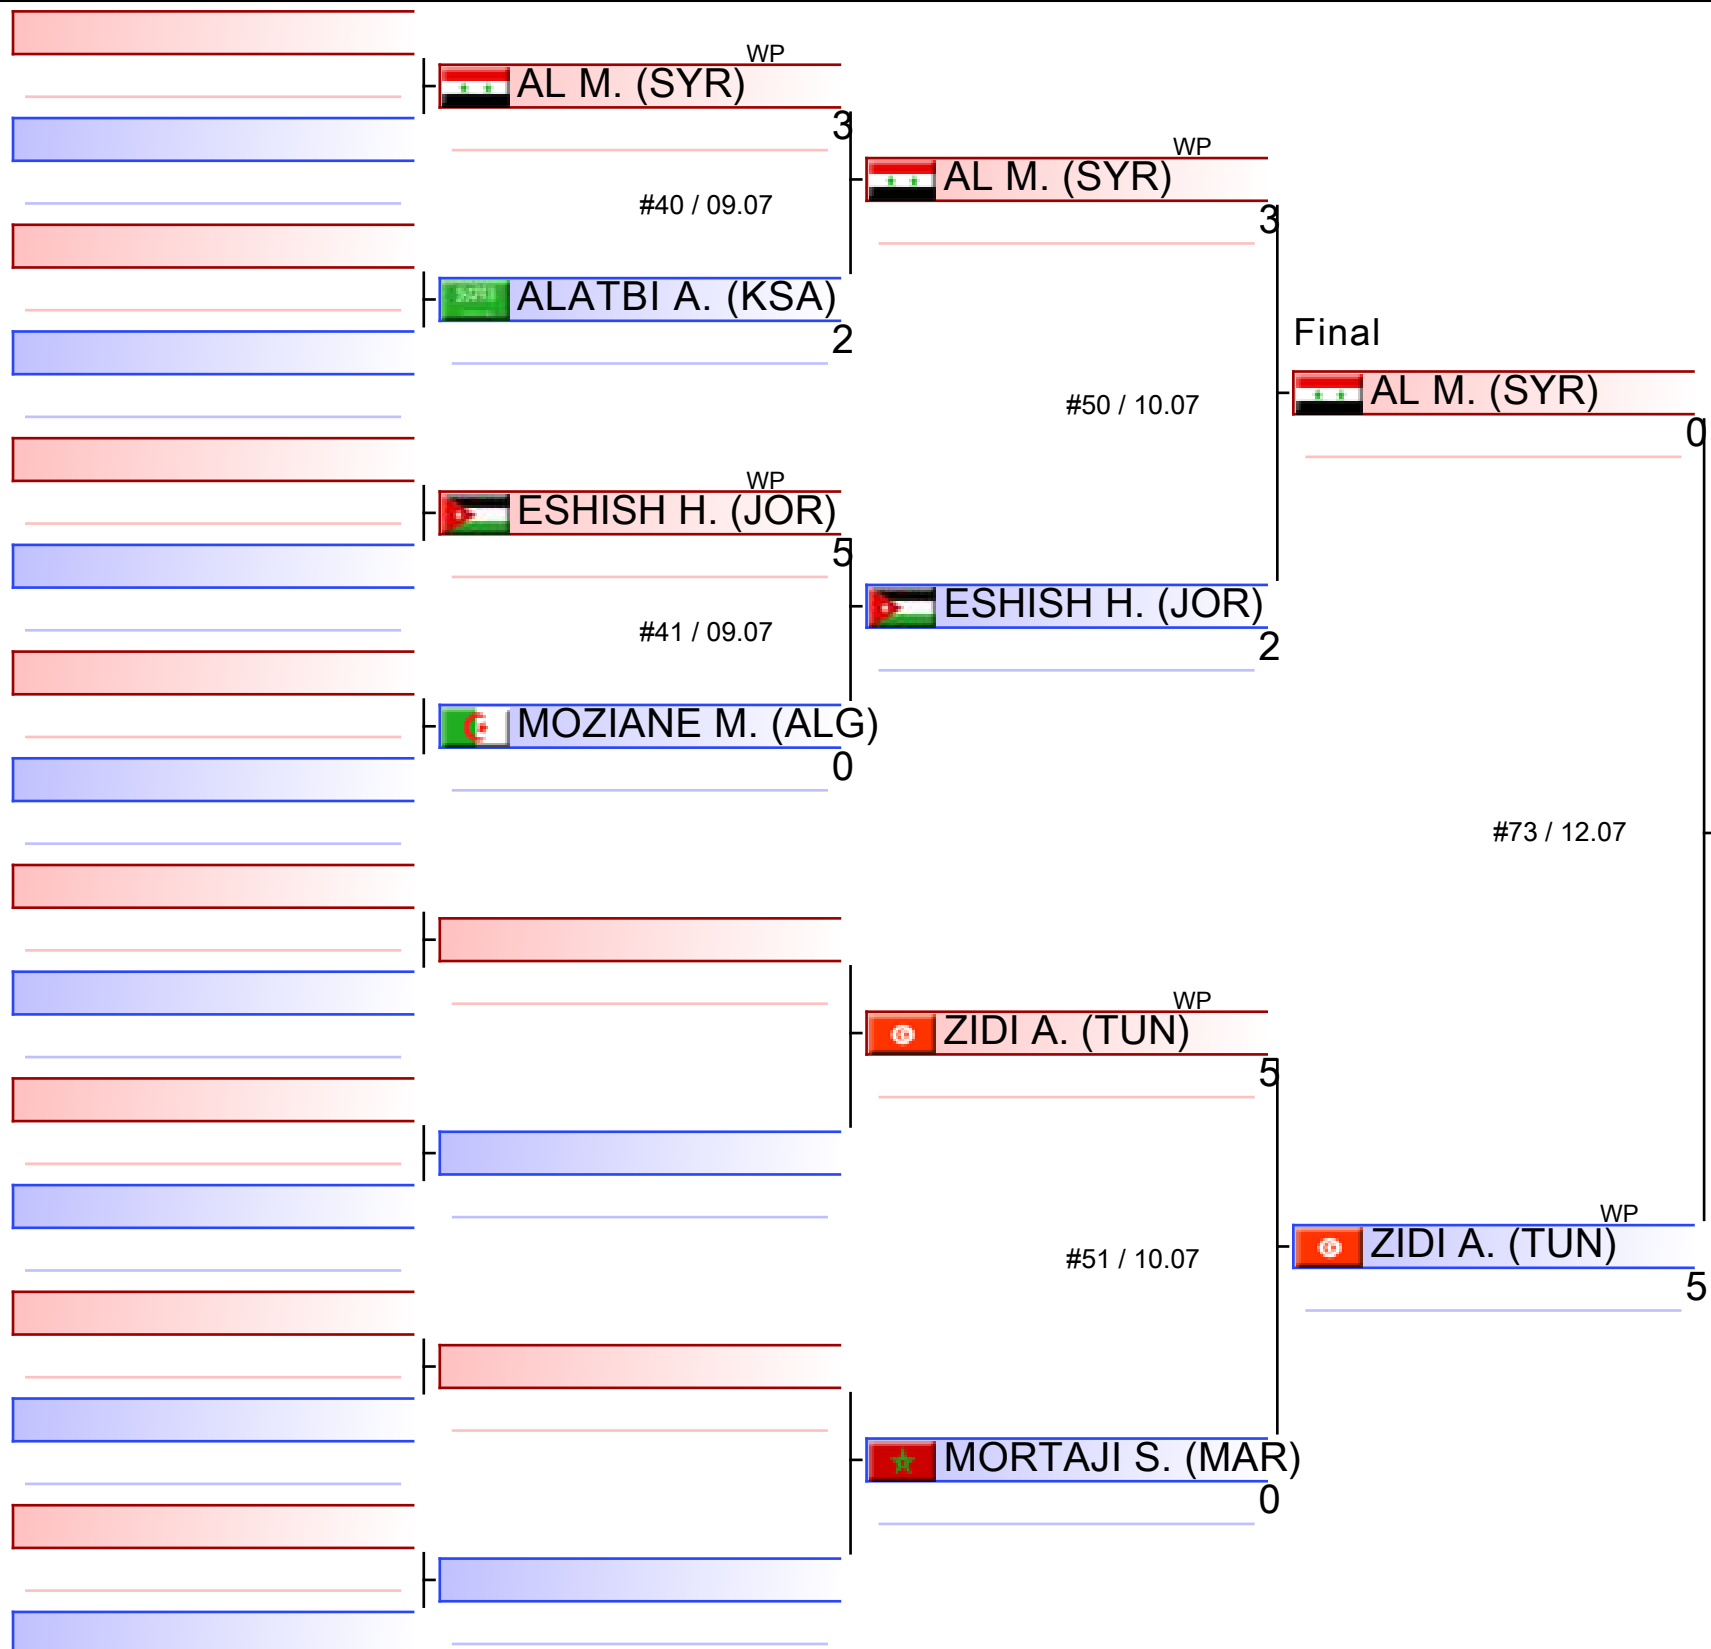 WP
AL M. (SYR)
3
#40 / 09.07
ALATBI A. (KSA)
2
WP
ESHISH H. (JOR)
5
#41 / 09.07
MOZIANE M. (ALG)
0
WP
AL M. (SYR)
3
#50 / 10.07
ESHISH H. (JOR)
2
WP
ZIDI A. (TUN)
5
#51 / 10.07
MORTAJI S. (MAR)
0
Final
AL M. (SYR)
0
#73 / 12.07
WP
ZIDI A. (TUN)
5